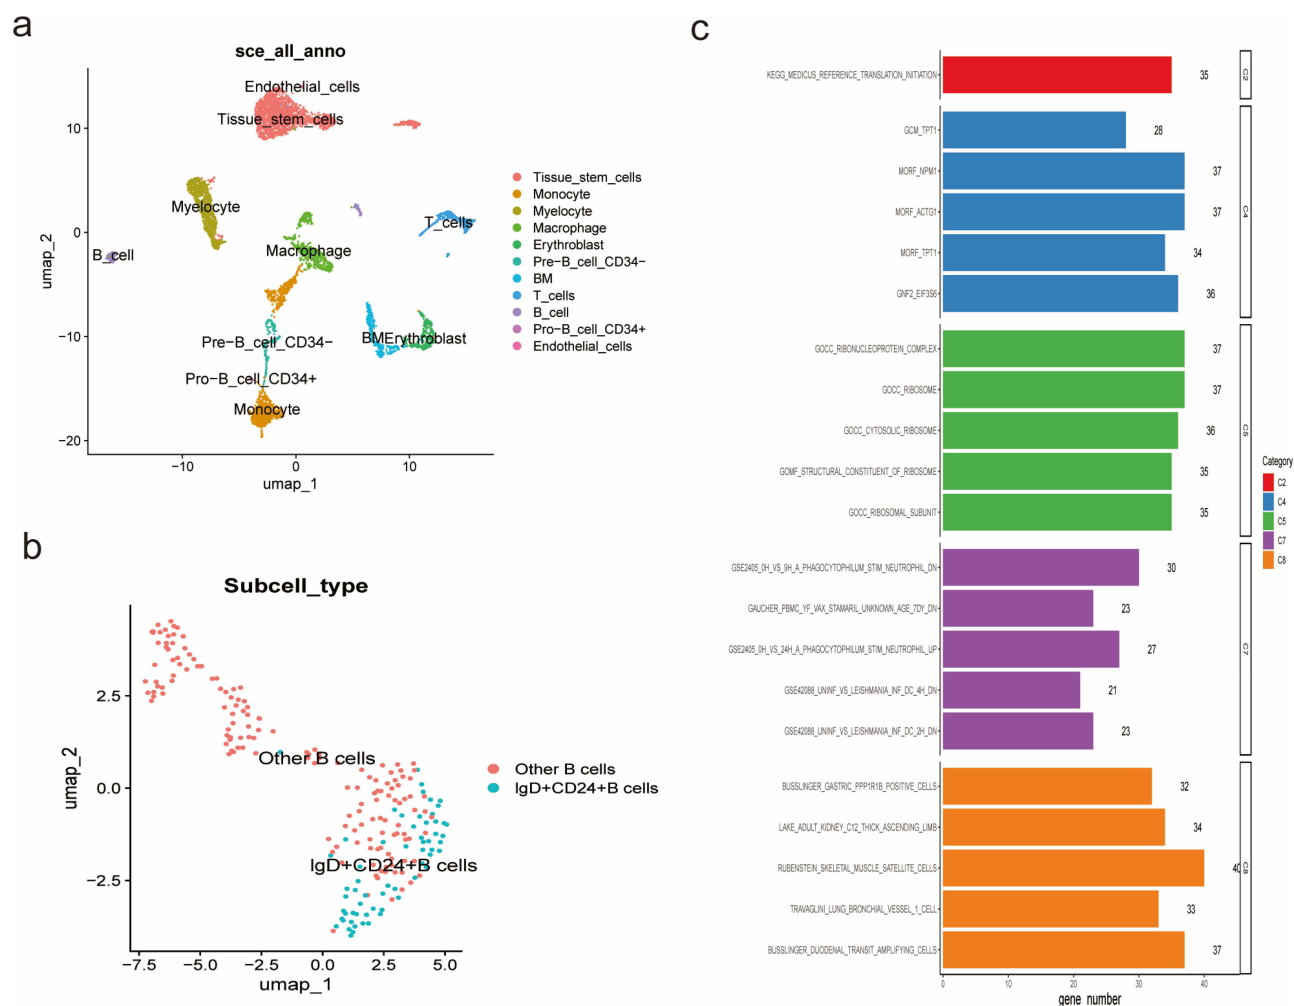 a
sce_all_anno
umap_2
10
0
−10
−20
Endothelial_cells
Tissue_stem_cells
Myelocyte
T_cells
B_cell
Macrophage
Pre−B_cell_CD34−
BM
Erythroblast
Pro−B_cell_CD34+
Monocyte
−10
0
10
umap_1
Tissue_stem_cells
Monocyte
Myelocyte
Macrophage
Erythroblast
Pre−B_cell_CD34−
BM
T_cells
B_cell
Pro−B_cell_CD34+
Endothelial_cells
b
Subcell_type
umap_2
2.5
0.0
−2.5
Other B cells
IgD+CD24+B cells
−7.5
−5.0
−2.5
0.0
2.5
5.0
umap_1
Other B cells
IgD+CD24+B cells
c
KEGG_MEDICUS_REFERENCE_TRANSLATION_INITIATION
35
C2
GCM_TPT1
28
MORF_NPM1
37
MORF_ACTG1
37
MORF_TPT1
34
GNF2_EIF3S6
36
C4
GOCC_RIBONUCLEOPROTEIN_COMPLEX
37
GOCC_RIBOSOME
37
GOCC_CYTOSOLIC_RIBOSOME
36
GOMF_STRUCTURAL_CONSTITUENT_OF_RIBOSOME
35
GOCC_RIBOSOMAL_SUBUNIT
35
C5
GSE2405_0H_VS_9H_A_PHAGOCYTOPHILUM_STIM_NEUTROPHIL_DN
30
GAUCHER_PBMC_YF_VAX_STAMARIL_UNKNOWN_AGE_7DY_DN
23
GSE2405_0H_VS_24H_A_PHAGOCYTOPHILUM_STIM_NEUTROPHIL_UP
27
GSE42088_UNINF_VS_LEISHMANIA_INF_DC_4H_DN
21
GSE42088_UNINF_VS_LEISHMANIA_INF_DC_2H_DN
23
C7
BUSSLINGER_GASTRIC_PPP1R1B_POSITIVE_CELLS
32
LAKE_ADULT_KIDNEY_C12_THICK_ASCENDING_LIMB
34
RUBENSTEIN_SKELETAL_MUSCLE_SATELLITE_CELLS
40
TRAVAGLINI_LUNG_BRONCHIAL_VESSEL_1_CELL
33
BUSSLINGER_DUODENAL_TRANSIT_AMPLIFYING_CELLS
37
C8
0
10
20
30
40
gene_number
Category
C2
C4
C5
C7
C8